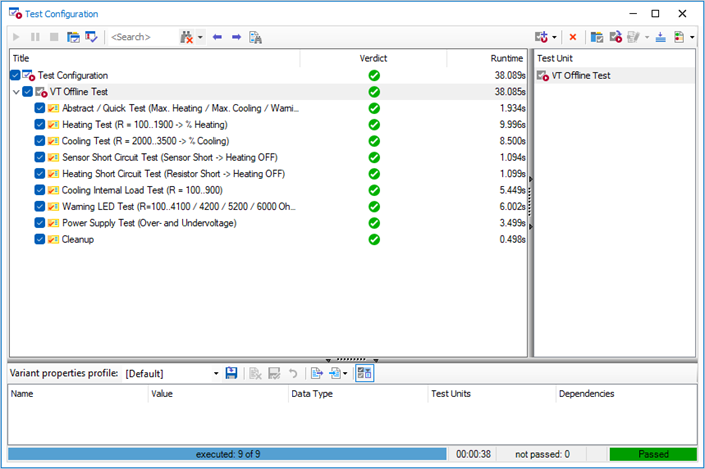 Test Configuration
<Search>
Title Verdict Runtime
Test Configuration 38.089s
VT Offline Test 38.085s
Abstract / Quick Test (Max. Heating / Max. Cooling / Warni... 1.934s
Heating Test (R = 100..1900 -> % Heating) 9.996s
Cooling Test (R = 2000..3500 -> % Cooling) 8.500s
Sensor Short Circuit Test (Sensor Short -> Heating OFF) 1.094s
Heating Short Circuit Test (Resistor Short -> Heating OFF) 1.099s
Cooling Internal Load Test (R = 100..900) 5.449s
Warning LED Test (R=100..4100 / 4200 / 5200 / 6000 Oh... 6.002s
Power Supply Test (Over- and Undervoltage) 3.499s
Cleanup 0.498s
Test Unit
VT Offline Test
Variant properties profile: [Default]
Name Value Data Type Test Units Dependencies
executed: 9 of 9 00:00:38 not passed: 0 Passed